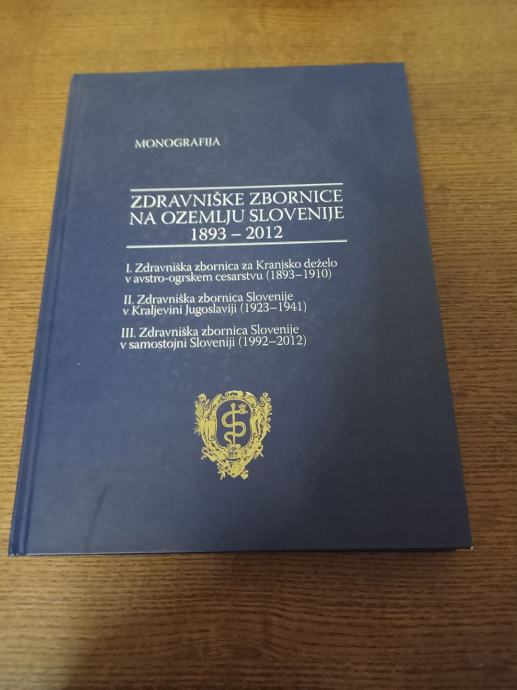 MONOGRAFIJA
ZDRAVNIŠKE ZBORNICE
NA OZEMLJU SLOVENIJE
1893 – 2012
I. Zdravniška zbornica za Kranjsko deželo
v avstro-ogrskem cesarstvu (1893–1910)
II. Zdravniška zbornica Slovenije
v Kraljevini Jugoslaviji (1923–1941)
III. Zdravniška zbornica Slovenije
v samostojni Sloveniji (1992–2012)